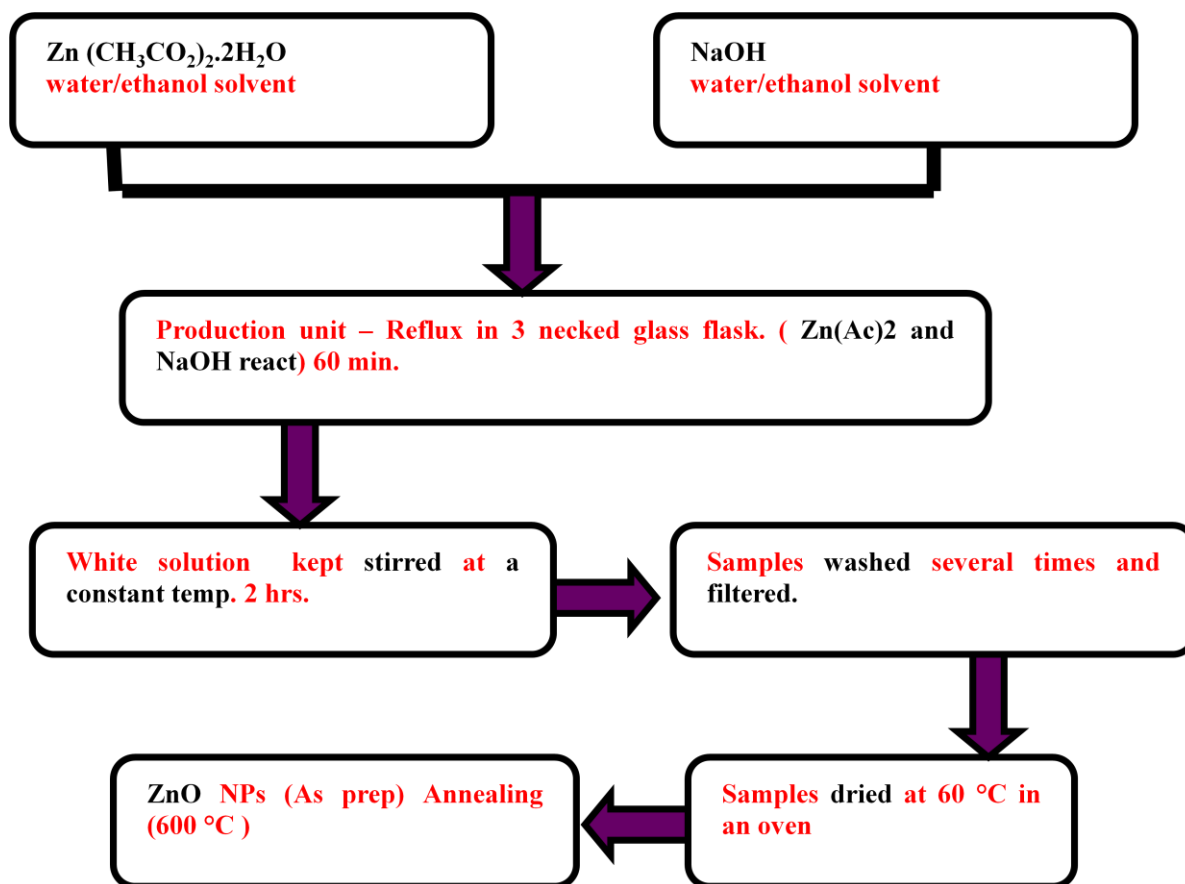 Zn (CH₃CO₂)₂.2H₂O
water/ethanol solvent
NaOH
water/ethanol solvent
Production unit – Reflux in 3 necked glass flask. ( Zn(Ac)2 and
NaOH react) 60 min.
White solution kept stirred at a
constant temp. 2 hrs.
Samples washed several times and
filtered.
Samples dried at 60 °C in
an oven
ZnO NPs (As prep) Annealing
(600 °C )